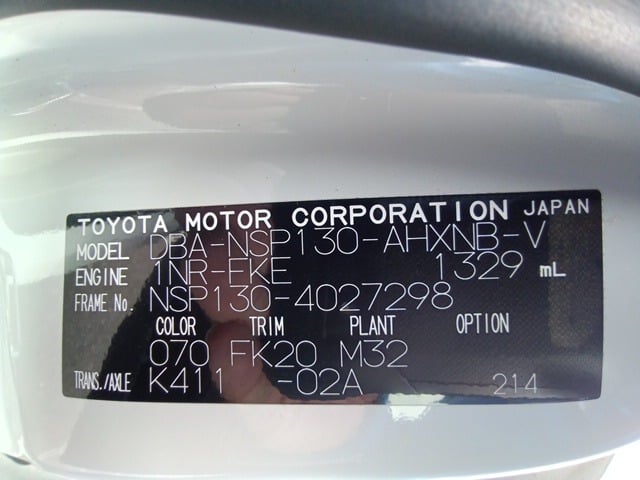 TOYOTA MOTOR CORPORATION JAPAN
MODEL DBA-NSP130-AHXNB-V
ENGINE 1NR-FKE 1329 mL
FRAME No. NSP130-4027298
COLOR TRIM PLANT OPTION
070 FK20 M32
TRANS./AXLE K411 -02A 214